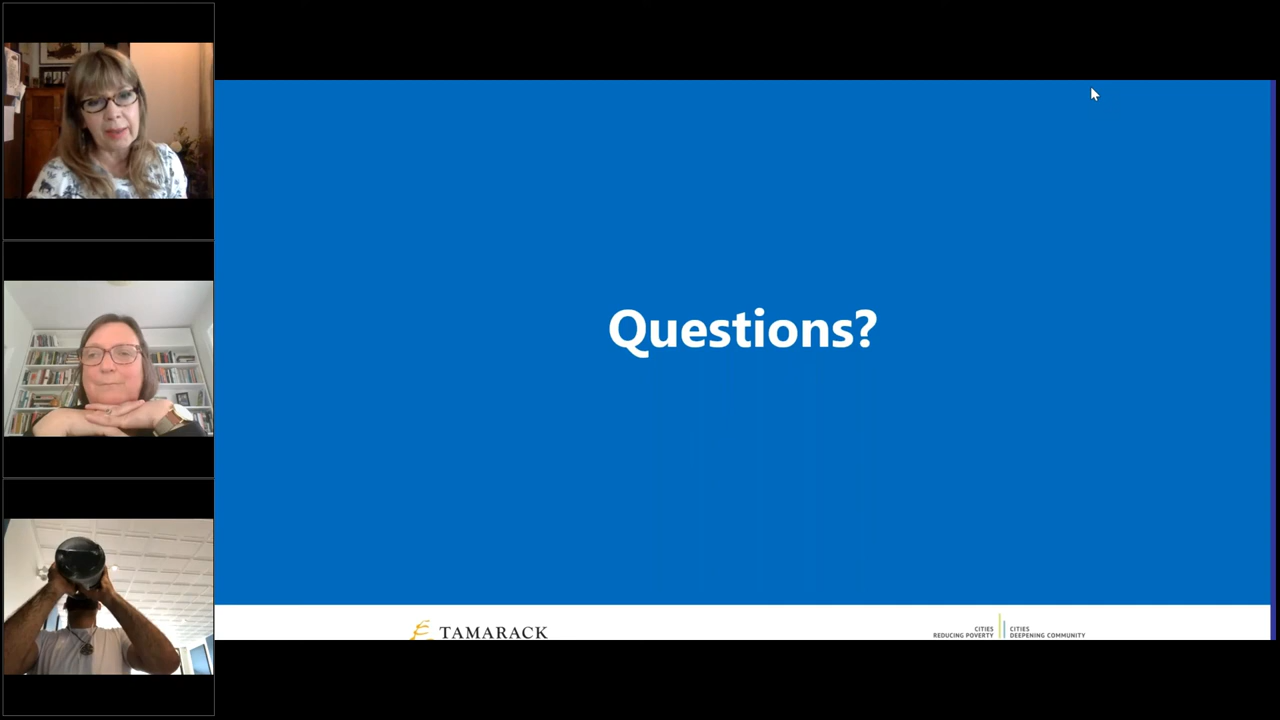 Questions?
TAMARACK
CITIES
REDUCING POVERTY
CITIES
DEEPENING COMMUNITY